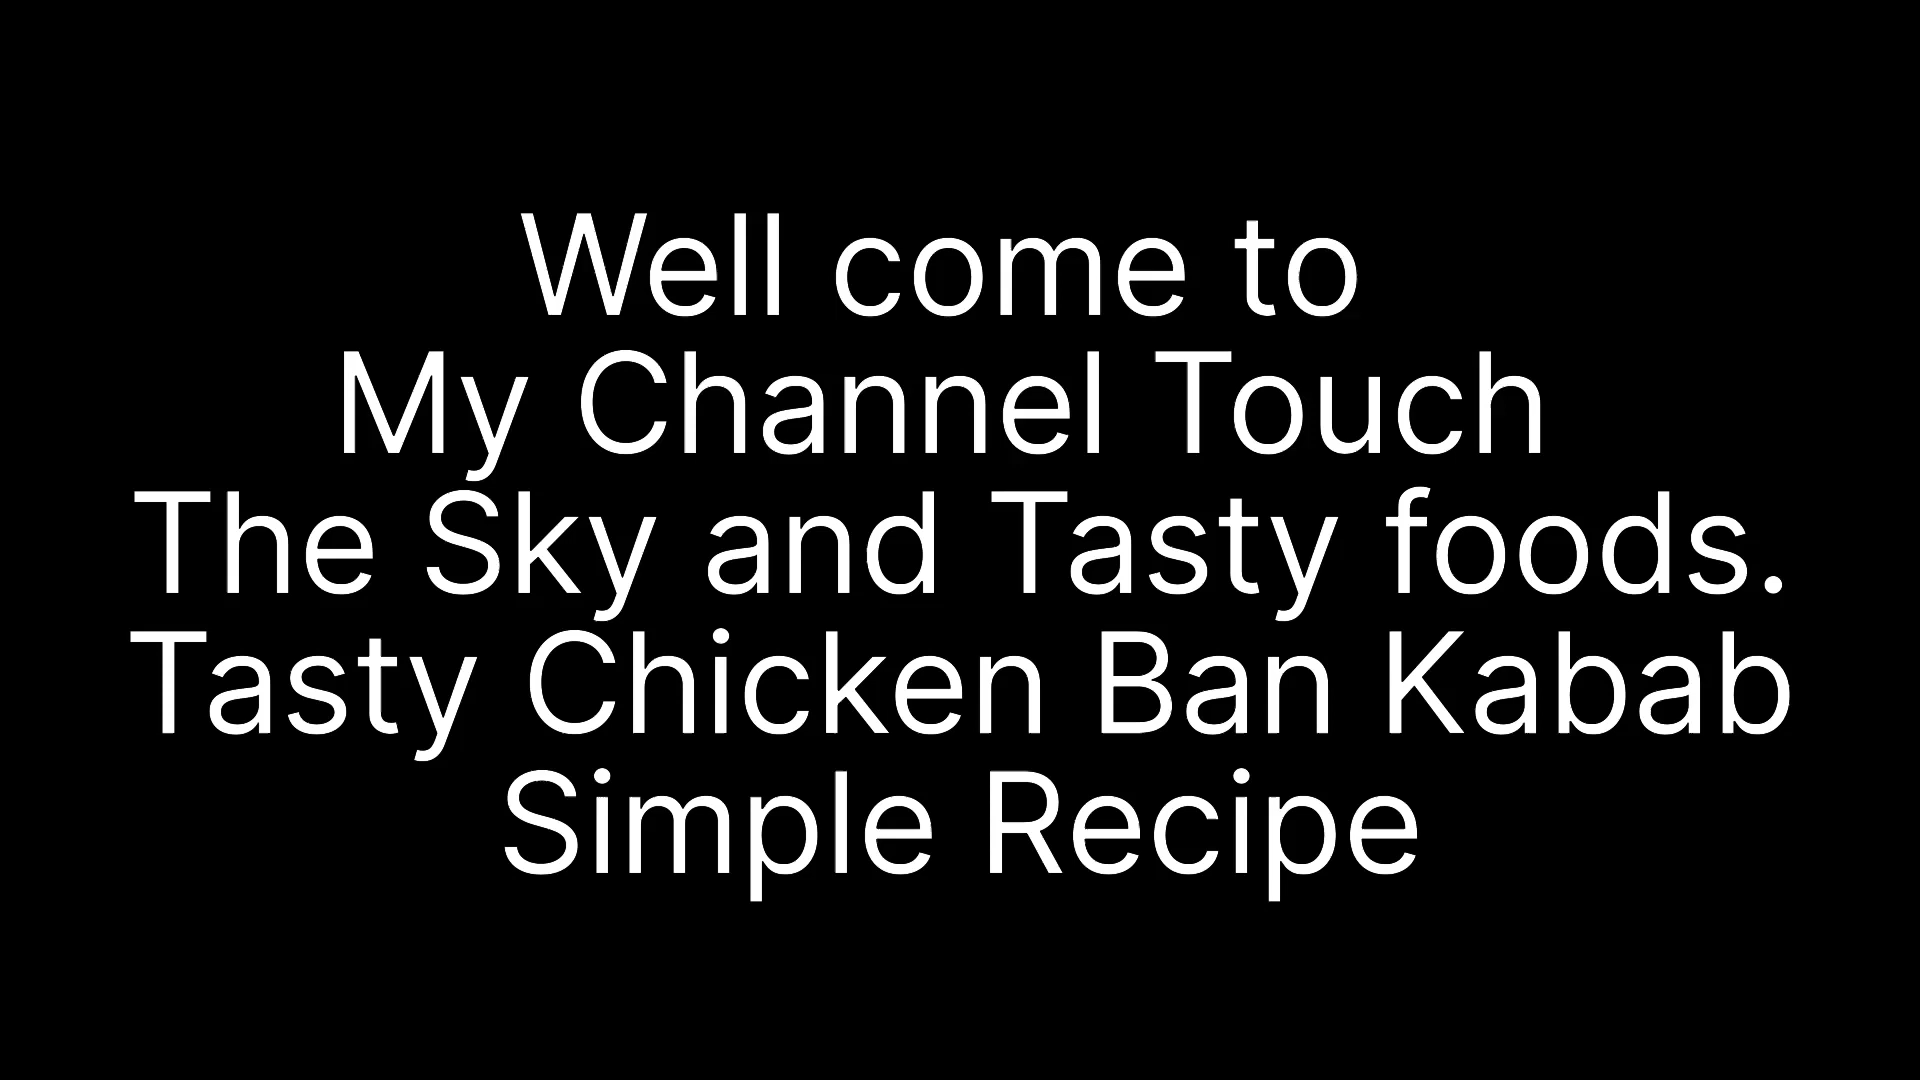 Well come to
My Channel Touch
The Sky and Tasty foods.
Tasty Chicken Ban Kabab
Simple Recipe